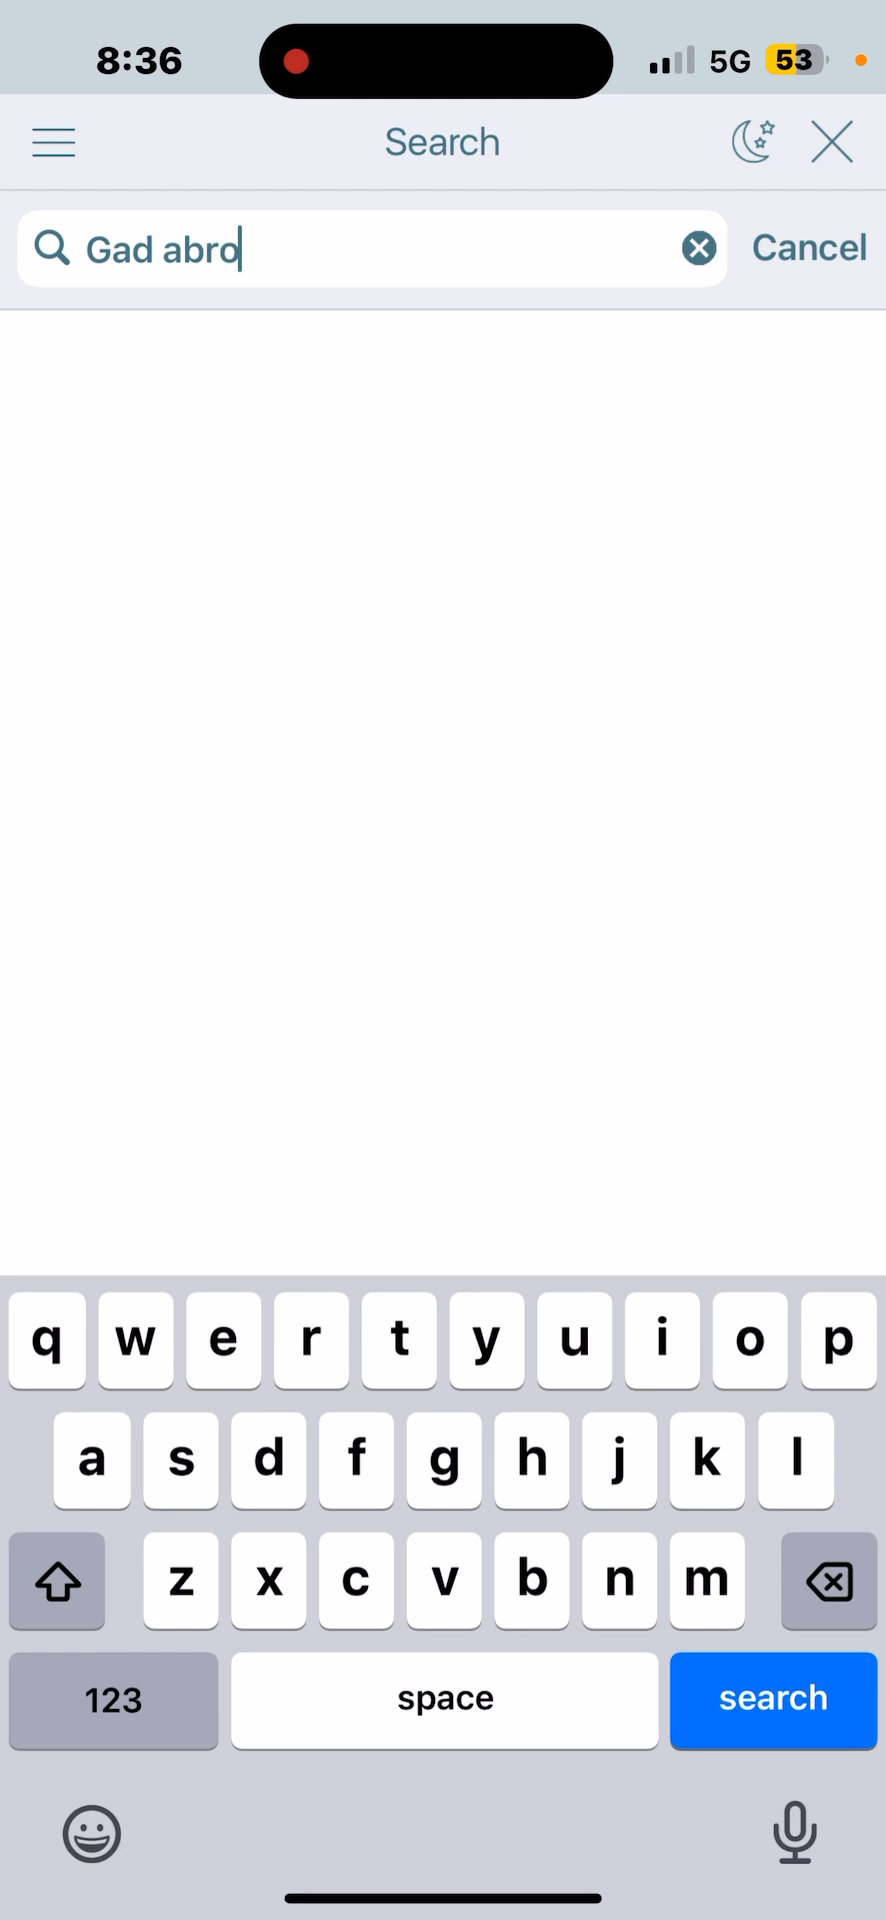 8:36
5G 53
Search
Gad abro
Cancel
q w e r t y u i o p
a s d f g h j k l
z x c v b n m
123 space search